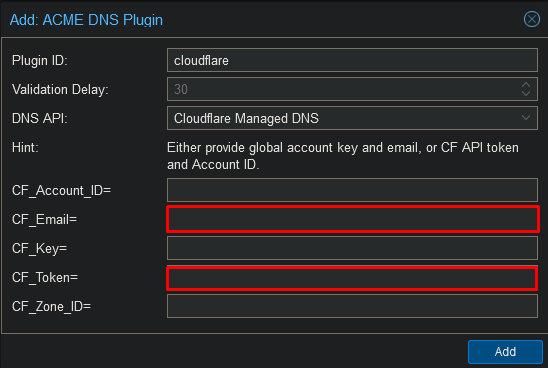 Add: ACME DNS Plugin
Plugin ID: cloudflare
Validation Delay: 30
DNS API: Cloudflare Managed DNS
Hint: Either provide global account key and email, or CF API token
and Account ID.
CF_Account_ID=
CF_Email=
CF_Key=
CF_Token=
CF_Zone_ID=
Add